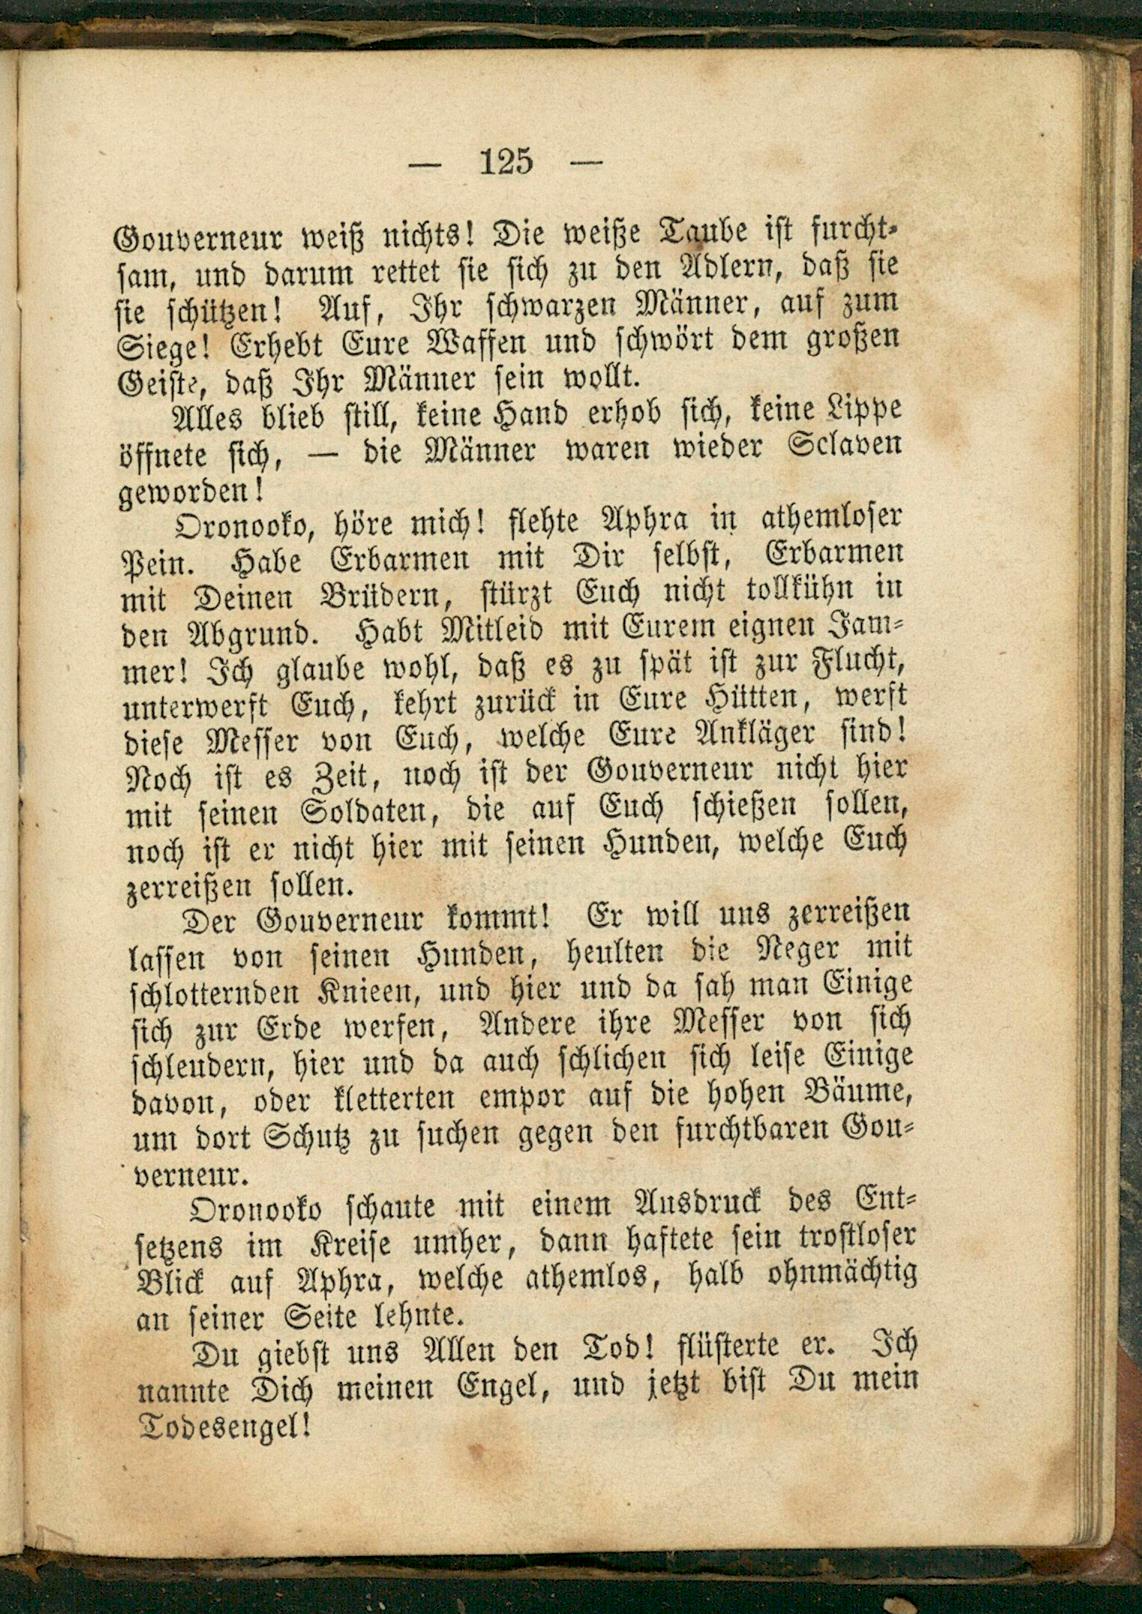 — 125 —
Gouverneur weiß nichts! Die weiße Taube ist furcht-
sam, und darum rettet sie sich zu den Adlern, daß sie
sie schützen! Auf, Ihr schwarzen Männer, auf zum
Siege! Erhebt Eure Waffen und schwört dem großen
Geiste, daß Ihr Männer sein wollt.
Alles blieb still, keine Hand erhob sich, keine Lippe
öffnete sich, — die Männer waren wieder Sclaven
geworden!
Oronooko, höre mich! flehte Aphra in athemloser
Pein. Habe Erbarmen mit Dir selbst, Erbarmen
mit Deinen Brüdern, stürzt Euch nicht tollkühn in
den Abgrund. Habt Mitleid mit Eurem eignen Jam-
mer! Ich glaube wohl, daß es zu spät ist zur Flucht,
unterwerft Euch, kehrt zurück in Eure Hütten, werft
diese Messer von Euch, welche Eure Ankläger sind!
Noch ist es Zeit, noch ist der Gouverneur nicht hier
mit seinen Soldaten, die auf Euch schießen sollen,
noch ist er nicht hier mit seinen Hunden, welche Euch
zerreißen sollen.
Der Gouverneur kommt! Er will uns zerreißen
lassen von seinen Hunden, heulten die Neger mit
schlotternden Knieen, und hier und da sah man Einige
sich zur Erde werfen, Andere ihre Messer von sich
schleudern, hier und da auch schlichen sich leise Einige
davon, oder kletterten empor auf die hohen Bäume,
um dort Schutz zu suchen gegen den furchtbaren Gou-
verneur.
Oronooko schaute mit einem Ausdruck des Ent-
setzens im Kreise umher, dann haftete sein trostloser
Blick auf Aphra, welche athemlos, halb ohnmächtig
an seiner Seite lehnte.
Du giebst uns Allen den Tod! flüsterte er. Ich
nannte Dich meinen Engel, und jetzt bist Du mein
Todesengel!